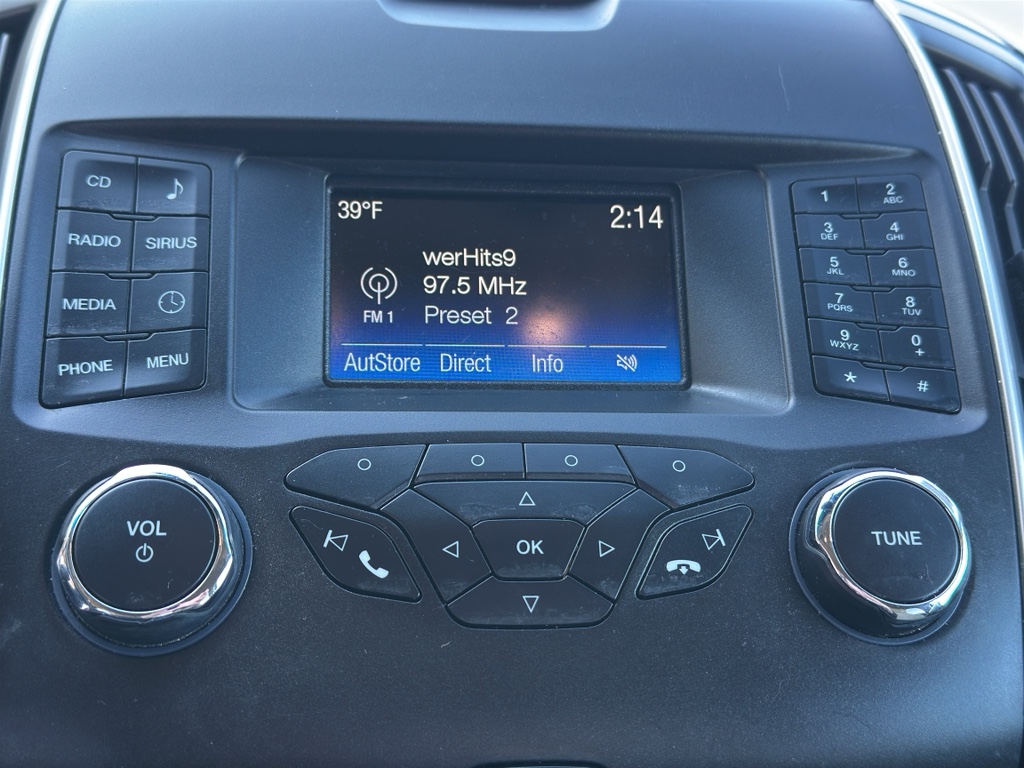 CD
RADIO SIRIUS
MEDIA
PHONE MENU
39°F 2:14
werHits9
97.5 MHz
FM 1 Preset 2
AutStore Direct Info
1 2 ABC
3 DEF 4 GHI
5 JKL 6 MNO
7 PQRS 8 TUV
9 WXYZ 0 +
* #
VOL
OK
TUNE